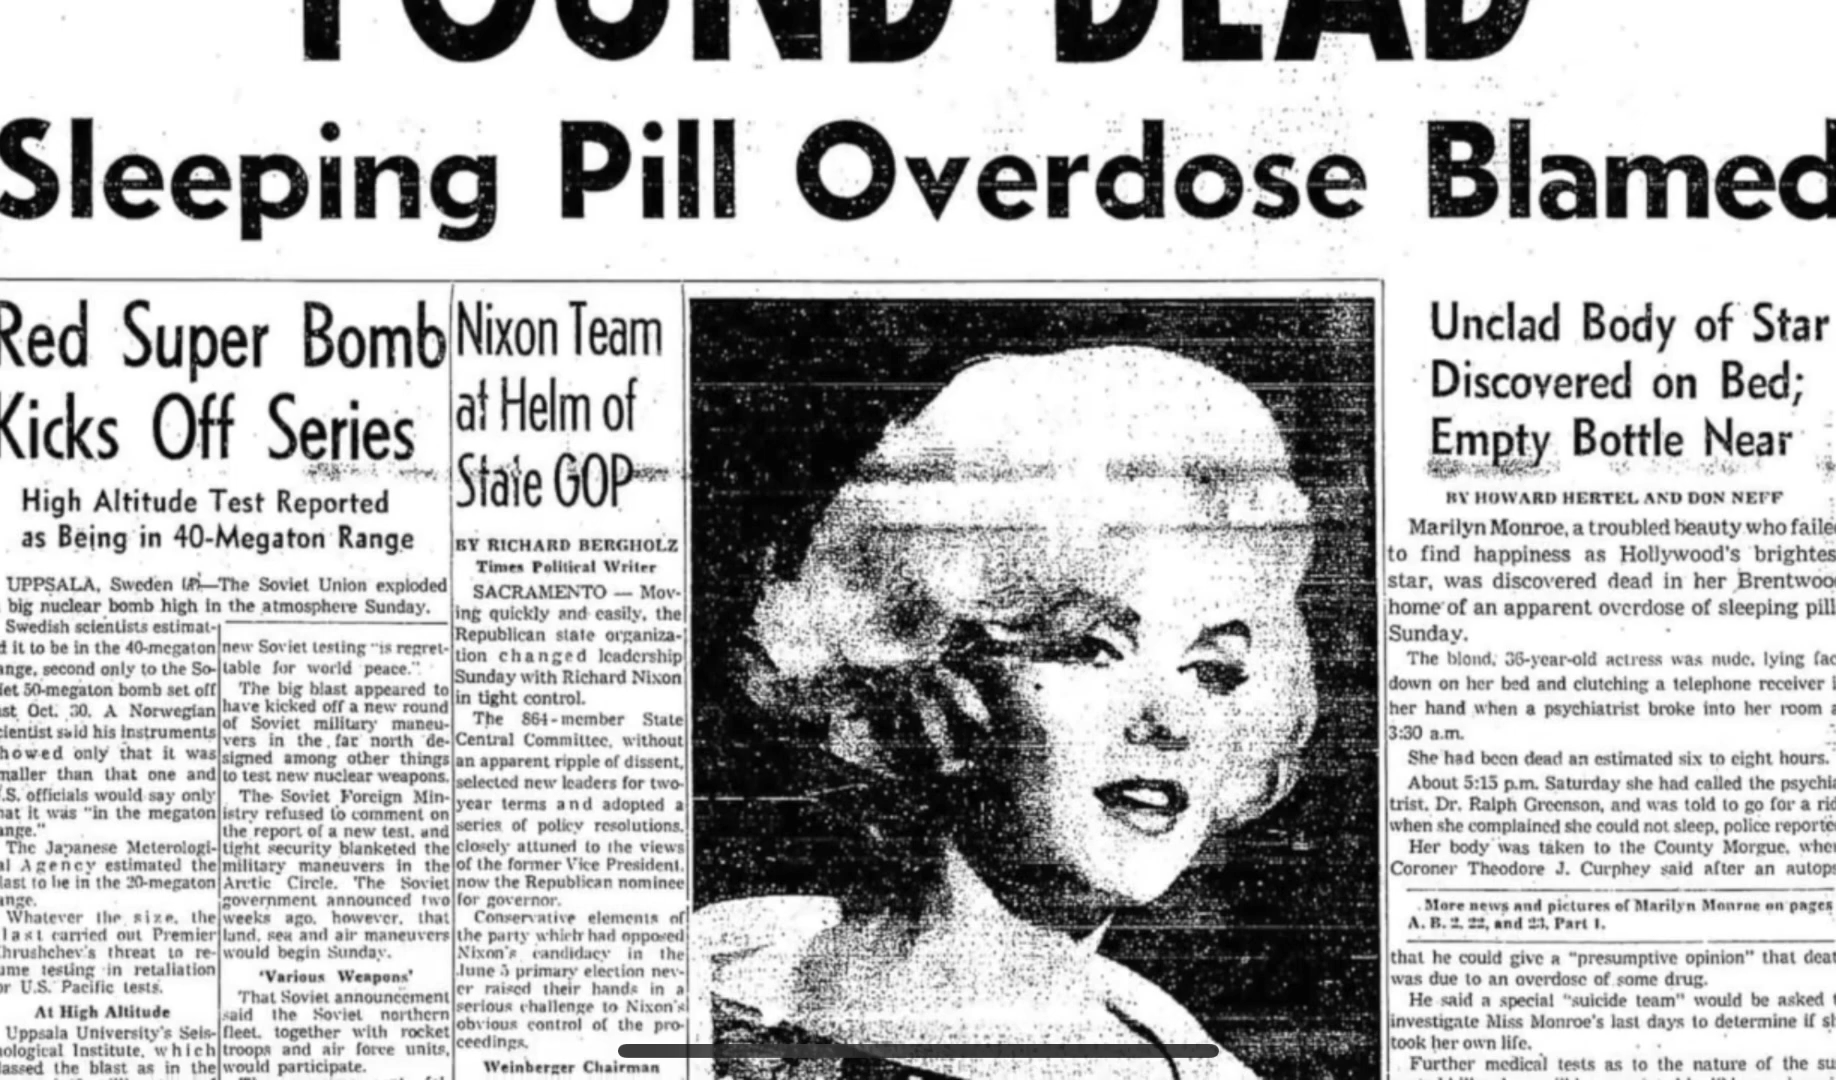 FOUND DEAD
Sleeping Pill Overdose Blamed
Red Super Bomb
Kicks Off Series
High Altitude Test Reported
as Being in 40-Megaton Range
UPPSALA, Sweden (AP)—The Soviet Union exploded
big nuclear bomb high in the atmosphere Sunday.
Swedish scientists estimat-
it to be in the 40-megaton
second only to the So-
50-megaton bomb set off
Oct. 30. A Norwegian
said his instruments
only that it was
than that one and
officials would say only
it was "in the megaton
The Japanese Meterologi-
Agency estimated the
to be in the 20-megaton
Whatever the size, the
carried out Premier
threat to re-
testing in retaliation
U.S. Pacific tests.
At High Altitude
Uppsala University's Seis-
Institute, which
the blast as in the
new Soviet testing "is regret-
table for world peace."
The big blast appeared to
have kicked off a new round
of Soviet military maneu-
vers in the far north de-
signed among other things
to test new nuclear weapons.
The Soviet Foreign Min-
istry refused to comment on
the report of a new test, and
tight security blanketed the
military maneuvers in the
Arctic Circle. The Soviet
government announced two
weeks ago, however, that
land, sea and air maneuvers
would begin Sunday.
'Various Weapons'
That Soviet announcement
said the Soviet northern
fleet, together with rocket
troops and air force units,
would participate.
Nixon Team
at Helm of
State GOP
BY RICHARD BERGHOLZ
Times Political Writer
SACRAMENTO — Mov-
ing quickly and easily, the
Republican state organiza-
tion changed leadership
Sunday with Richard Nixon
in tight control.
The 864-member State
Central Committee, without
an apparent ripple of dissent,
selected new leaders for two-
year terms and adopted a
series of policy resolutions,
closely attuned to the views
of the former Vice President,
now the Republican nominee
for governor.
Conservative elements of
the party which had opposed
Nixon's candidacy in the
June 5 primary election nev-
er raised their hands in a
serious challenge to Nixon's
obvious control of the pro-
ceedings.
Weinberger Chairman
Unclad Body of Star
Discovered on Bed;
Empty Bottle Near
BY HOWARD HERTEL AND DON NEFF
Marilyn Monroe, a troubled beauty who failed
to find happiness as Hollywood's brightest
star, was discovered dead in her Brentwood
home of an apparent overdose of sleeping pill
Sunday.
The blond, 36-year-old actress was nude, lying face
down on her bed and clutching a telephone receiver
her hand when a psychiatrist broke into her room
3:30 a.m.
She had been dead an estimated six to eight hours.
About 5:15 p.m. Saturday she had called the psychia-
trist, Dr. Ralph Greenson, and was told to go for a
when she complained she could not sleep, police reported
Her body was taken to the County Morgue, where
Coroner Theodore J. Curphey said after an autops
More news and pictures of Marilyn Monroe on pages
A, B, 2, 22, and 23, Part 1.
that he could give a "presumptive opinion" that death
was due to an overdose of some drug.
He said a special "suicide team" would be asked
investigate Miss Monroe's last days to determine if
took her own life.
Further medical tests as to the nature of the